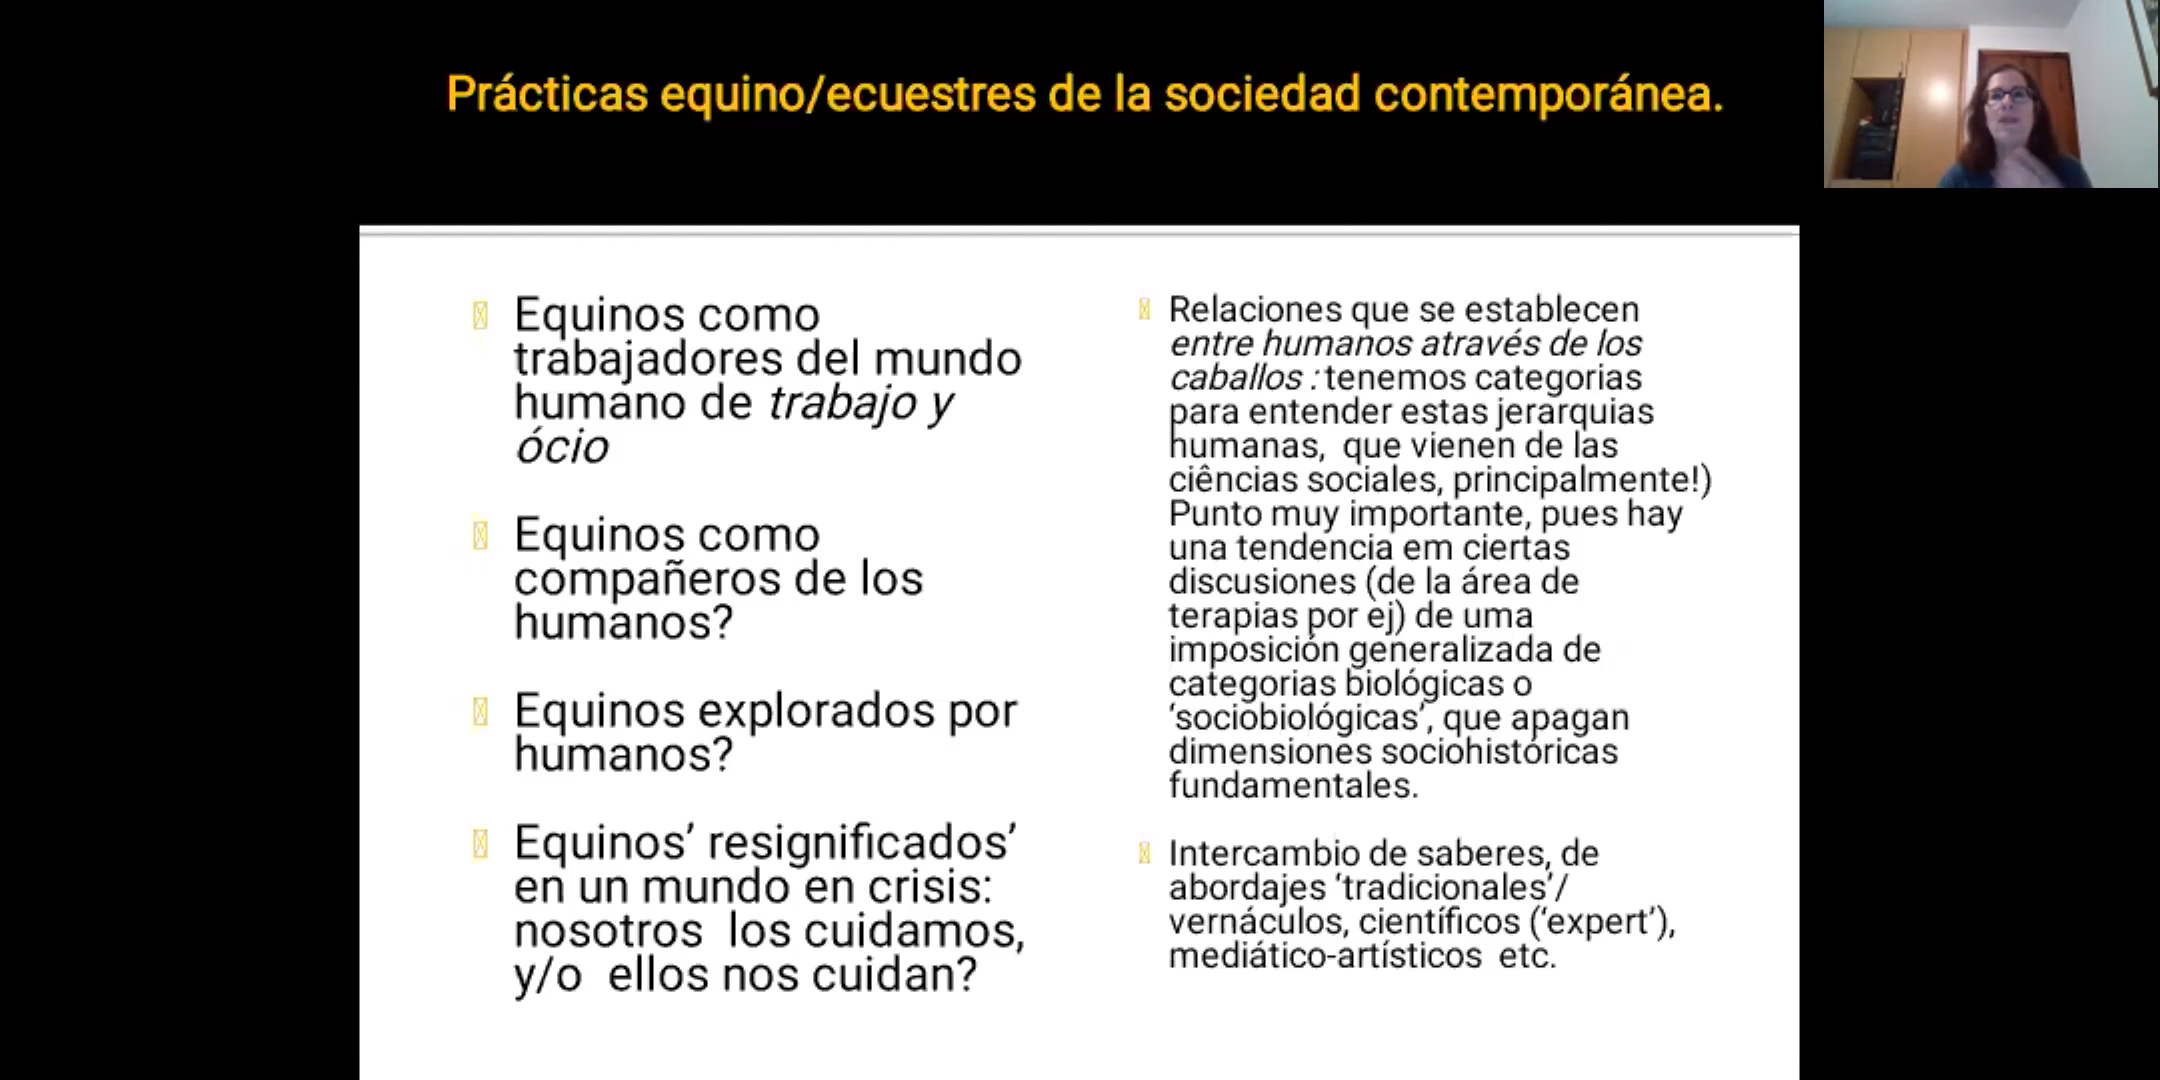 Prácticas equino/ecuestres de la sociedad contemporánea.
Equinos como
trabajadores del mundo
humano de trabajo y
ócio
Equinos como
compañeros de los
humanos?
Equinos explorados por
humanos?
Equinos’ resignificados’
en un mundo en crisis:
nosotros los cuidamos,
y/o ellos nos cuidan?
Relaciones que se establecen
entre humanos através de los
caballos : tenemos categorias
para entender estas jerarquias
humanas, que vienen de las
ciências sociales, principalmente!)
Punto muy importante, pues hay
una tendencia em ciertas
discusiones (de la área de
terapias por ej) de uma
imposición generalizada de
categorias biológicas o
‘sociobiológicas’, que apagan
dimensiones sociohistóricas
fundamentales.
Intercambio de saberes, de
abordajes ‘tradicionales’/
vernáculos, científicos (‘expert’),
mediático-artísticos etc.